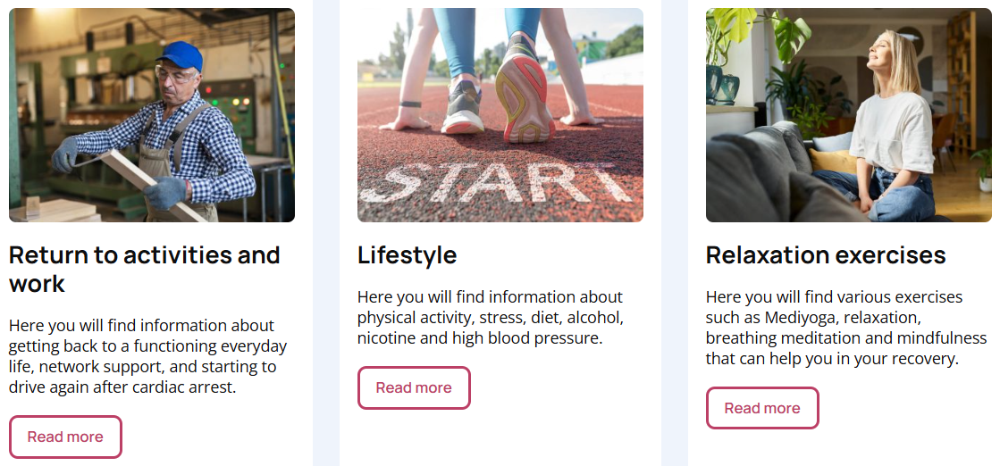 START
Return to activities and
work
Here you will find information about
getting back to a functioning everyday
life, network support, and starting to
drive again after cardiac arrest.
Read more
Lifestyle
Here you will find information about
physical activity, stress, diet, alcohol,
nicotine and high blood pressure.
Read more
Relaxation exercises
Here you will find various exercises
such as Mediyoga, relaxation,
breathing meditation and mindfulness
that can help you in your recovery.
Read more